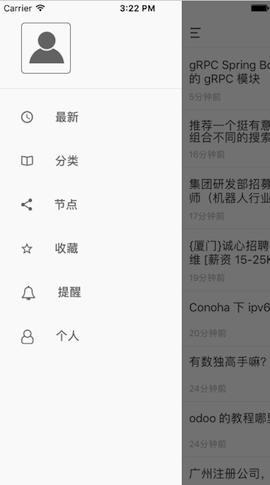 Carrier
3:22 PM
最新
分类
节点
收藏
提醒
个人
gRPC Spring Bo
的 gRPC 模块
5分钟前
推荐一个挺有意
组合不同的搜索
16分钟前
集团研发部招募
师（机器人行业
17分钟前
{厦门}诚心招聘
维 [薪资 15-25K
19分钟前
Conoha 下 ipv6
20分钟前
有数独高手嘛?
24分钟前
odoo 的教程哪里
24分钟前
广州注册公司,